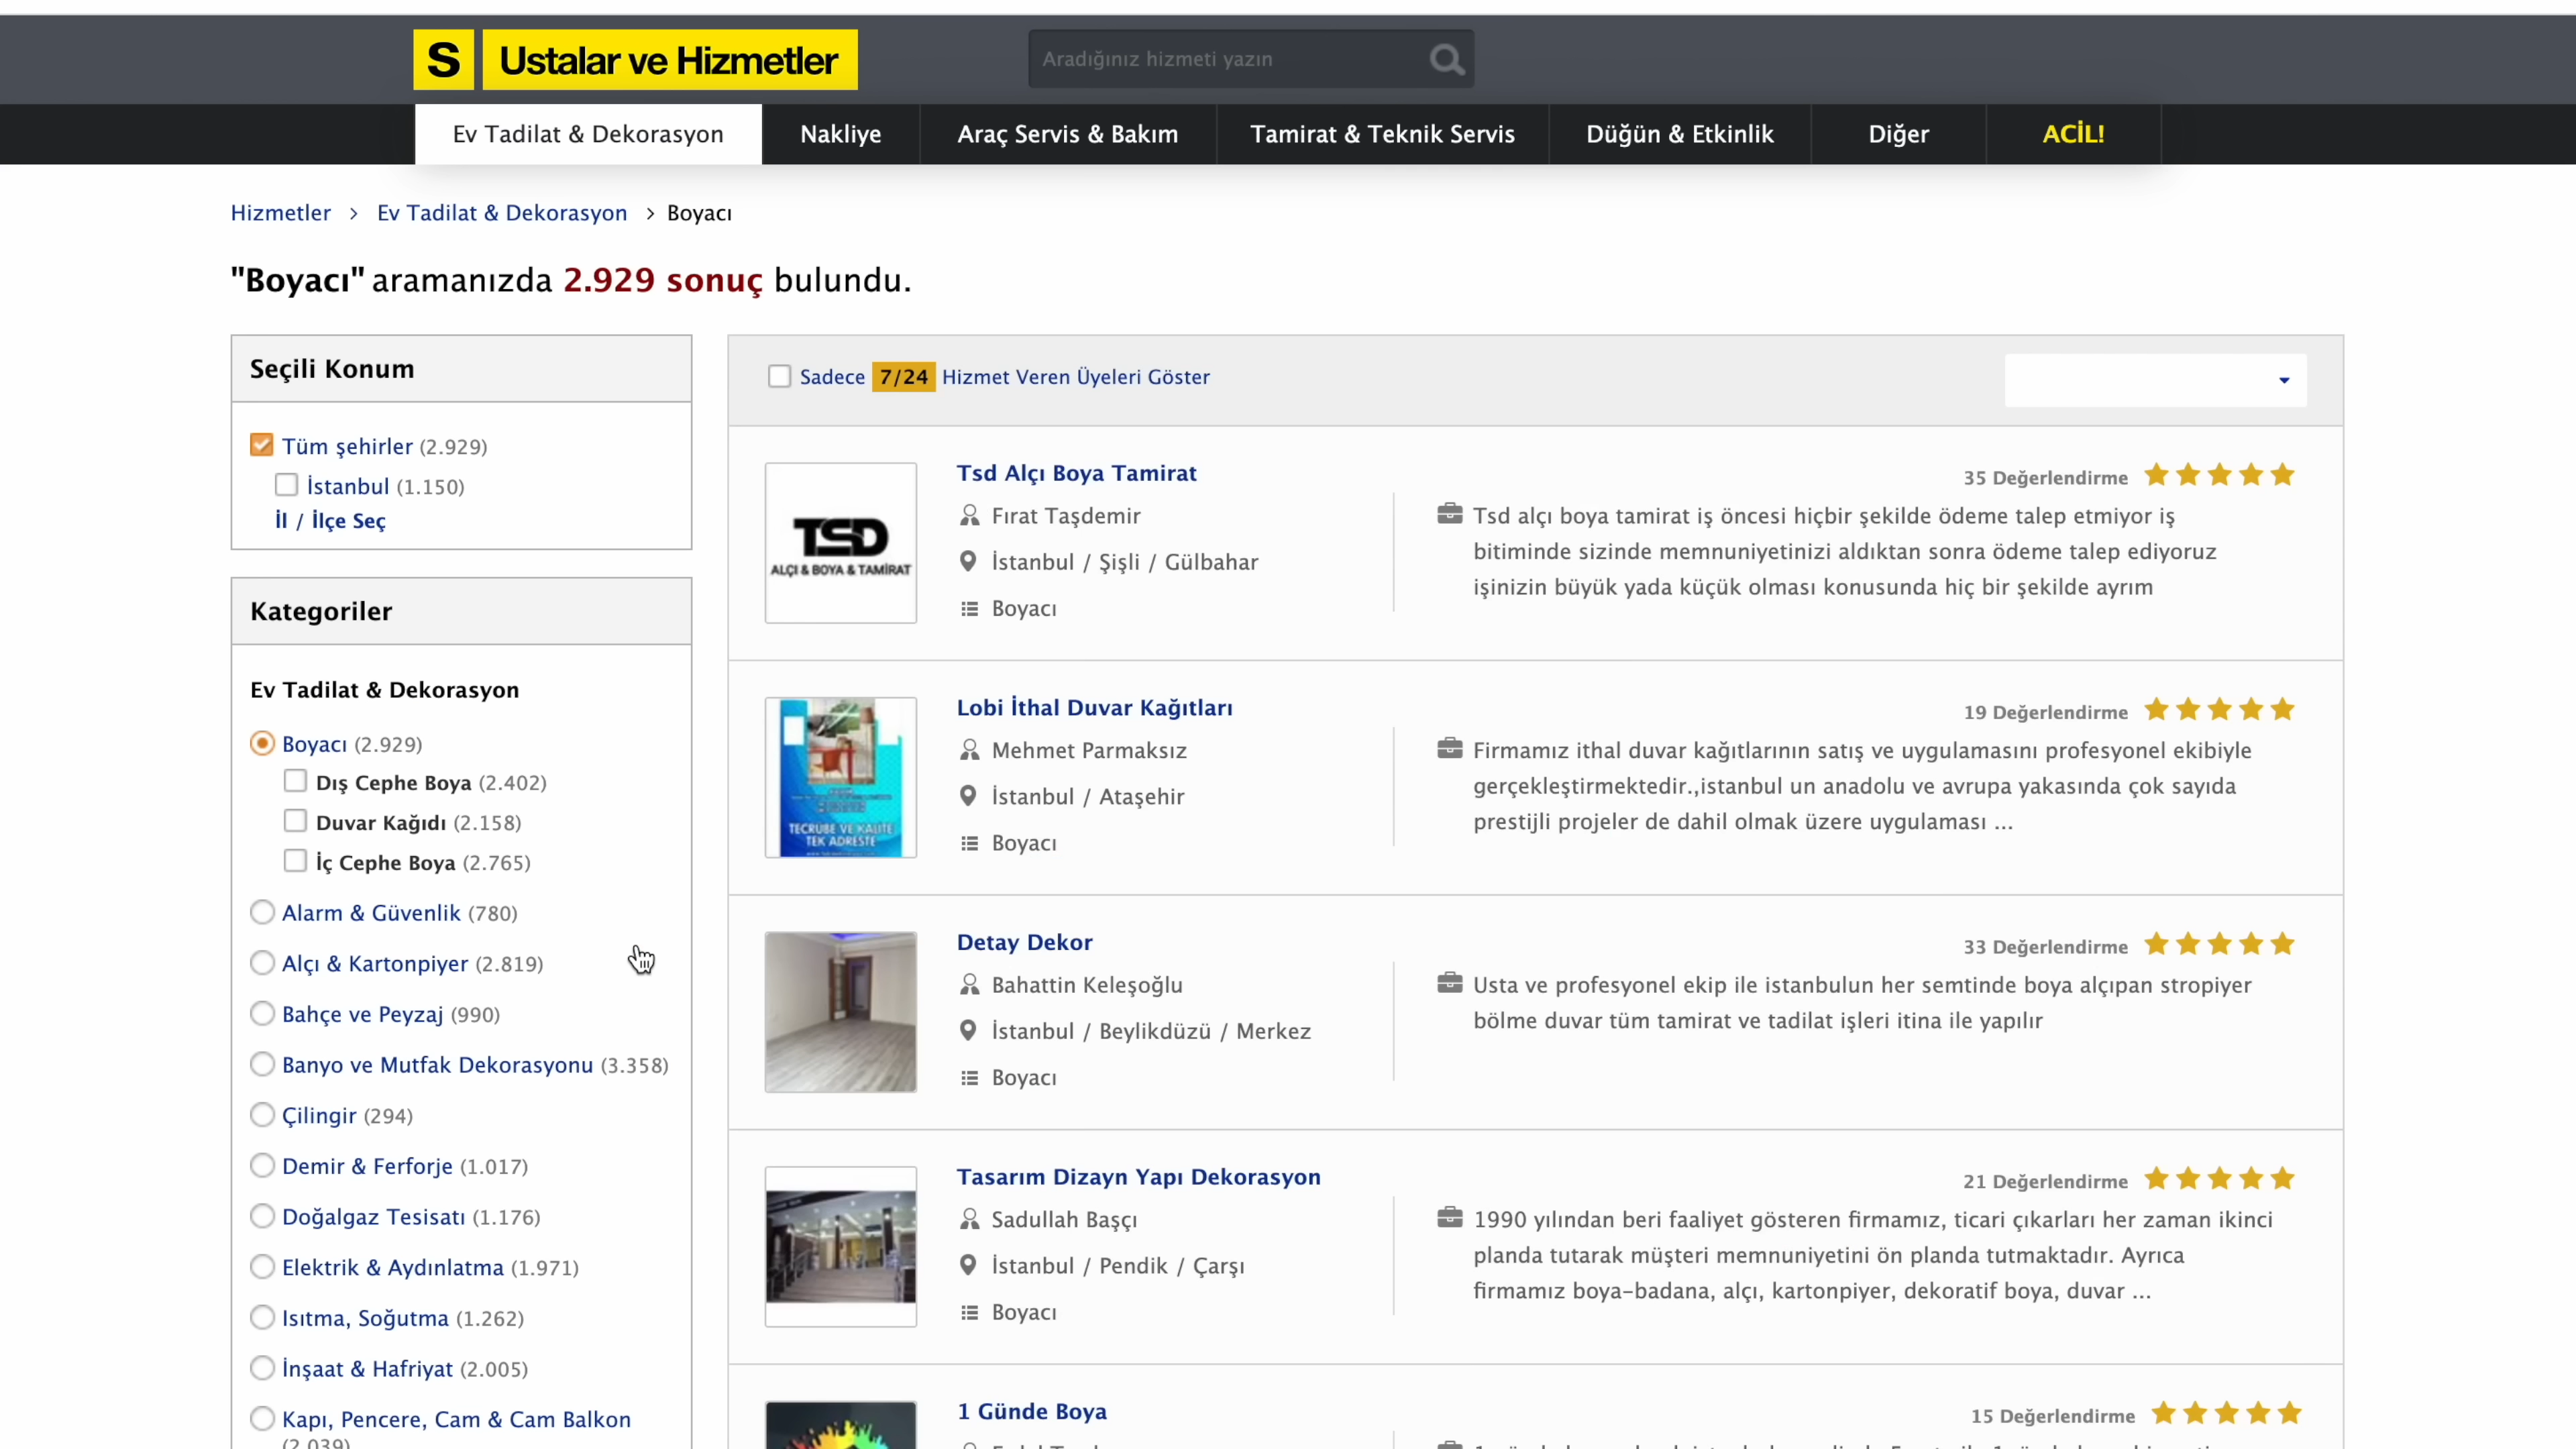 S Ustalar ve Hizmetler
Aradığınız hizmeti yazın
Ev Tadilat & Dekorasyon
Nakliye
Araç Servis & Bakım
Tamirat & Teknik Servis
Düğün & Etkinlik
Diğer
ACİL!
Hizmetler > Ev Tadilat & Dekorasyon > Boyacı
"Boyacı" aramanızda 2.929 sonuç bulundu.
Seçili Konum
Tüm şehirler (2.929)
İstanbul (1.150)
İl / İlçe Seç
Kategoriler
Ev Tadilat & Dekorasyon
Boyacı (2.929)
Dış Cephe Boya (2.402)
Duvar Kağıdı (2.158)
İç Cephe Boya (2.765)
Alarm & Güvenlik (780)
Alçı & Kartonpiyer (2.819)
Bahçe ve Peyzaj (990)
Banyo ve Mutfak Dekorasyonu (3.358)
Çilingir (294)
Demir & Ferforje (1.017)
Doğalgaz Tesisatı (1.176)
Elektrik & Aydınlatma (1.971)
Isıtma, Soğutma (1.262)
İnşaat & Hafriyat (2.005)
Kapı, Pencere, Cam & Cam Balkon
(2.039)
Sadece 7/24 Hizmet Veren Üyeleri Göster
TSD
ALÇI & BOYA & TAMİRAT
Tsd Alçı Boya Tamirat
Fırat Taşdemir
İstanbul / Şişli / Gülbahar
Boyacı
35 Değerlendirme
Tsd alçı boya tamirat iş öncesi hiçbir şekilde ödeme talep etmiyor iş
bitiminde sizinde memnuniyetinizi aldıktan sonra ödeme talep ediyoruz
işinizin büyük yada küçük olması konusunda hiç bir şekilde ayrım
TECRÜBE VE KALİTE
TEK ADRESTE
Lobi İthal Duvar Kağıtları
Mehmet Parmaksız
İstanbul / Ataşehir
Boyacı
19 Değerlendirme
Firmamız ithal duvar kağıtlarının satış ve uygulamasını profesyonel ekibiyle
gerçekleştirmektedir.,istanbul un anadolu ve avrupa yakasında çok sayıda
prestijli projeler de dahil olmak üzere uygulaması ...
Detay Dekor
Bahattin Keleşoğlu
İstanbul / Beylikdüzü / Merkez
Boyacı
33 Değerlendirme
Usta ve profesyonel ekip ile istanbulun her semtinde boya alçıpan stropiyer
bölme duvar tüm tamirat ve tadilat işleri itina ile yapılır
Tasarım Dizayn Yapı Dekorasyon
Sadullah Başçı
İstanbul / Pendik / Çarşı
Boyacı
21 Değerlendirme
1990 yılından beri faaliyet gösteren firmamız, ticari çıkarları her zaman ikinci
planda tutarak müşteri memnuniyetini ön planda tutmaktadır. Ayrıca
firmamız boya-badana, alçı, kartonpiyer, dekoratif boya, duvar ...
1 Günde Boya
15 Değerlendirme